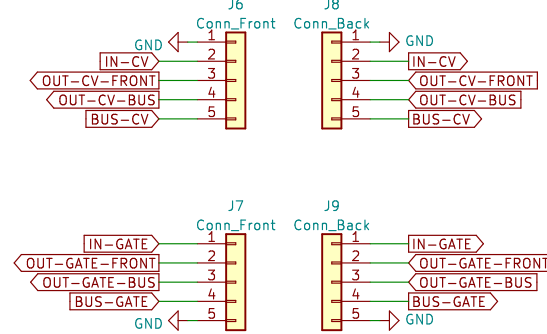 J6 J8
Conn_Front Conn_Back
GND 1 1 GND
IN-CV 2 2 IN-CV
OUT-CV-FRONT 3 3 OUT-CV-FRONT
OUT-CV-BUS 4 4 OUT-CV-BUS
BUS-CV 5 5 BUS-CV
J7 J9
Conn_Front Conn_Back
IN-GATE 1 1 IN-GATE
OUT-GATE-FRONT 2 2 OUT-GATE-FRONT
OUT-GATE-BUS 3 3 OUT-GATE-BUS
BUS-GATE 4 4 BUS-GATE
GND 5 5 GND